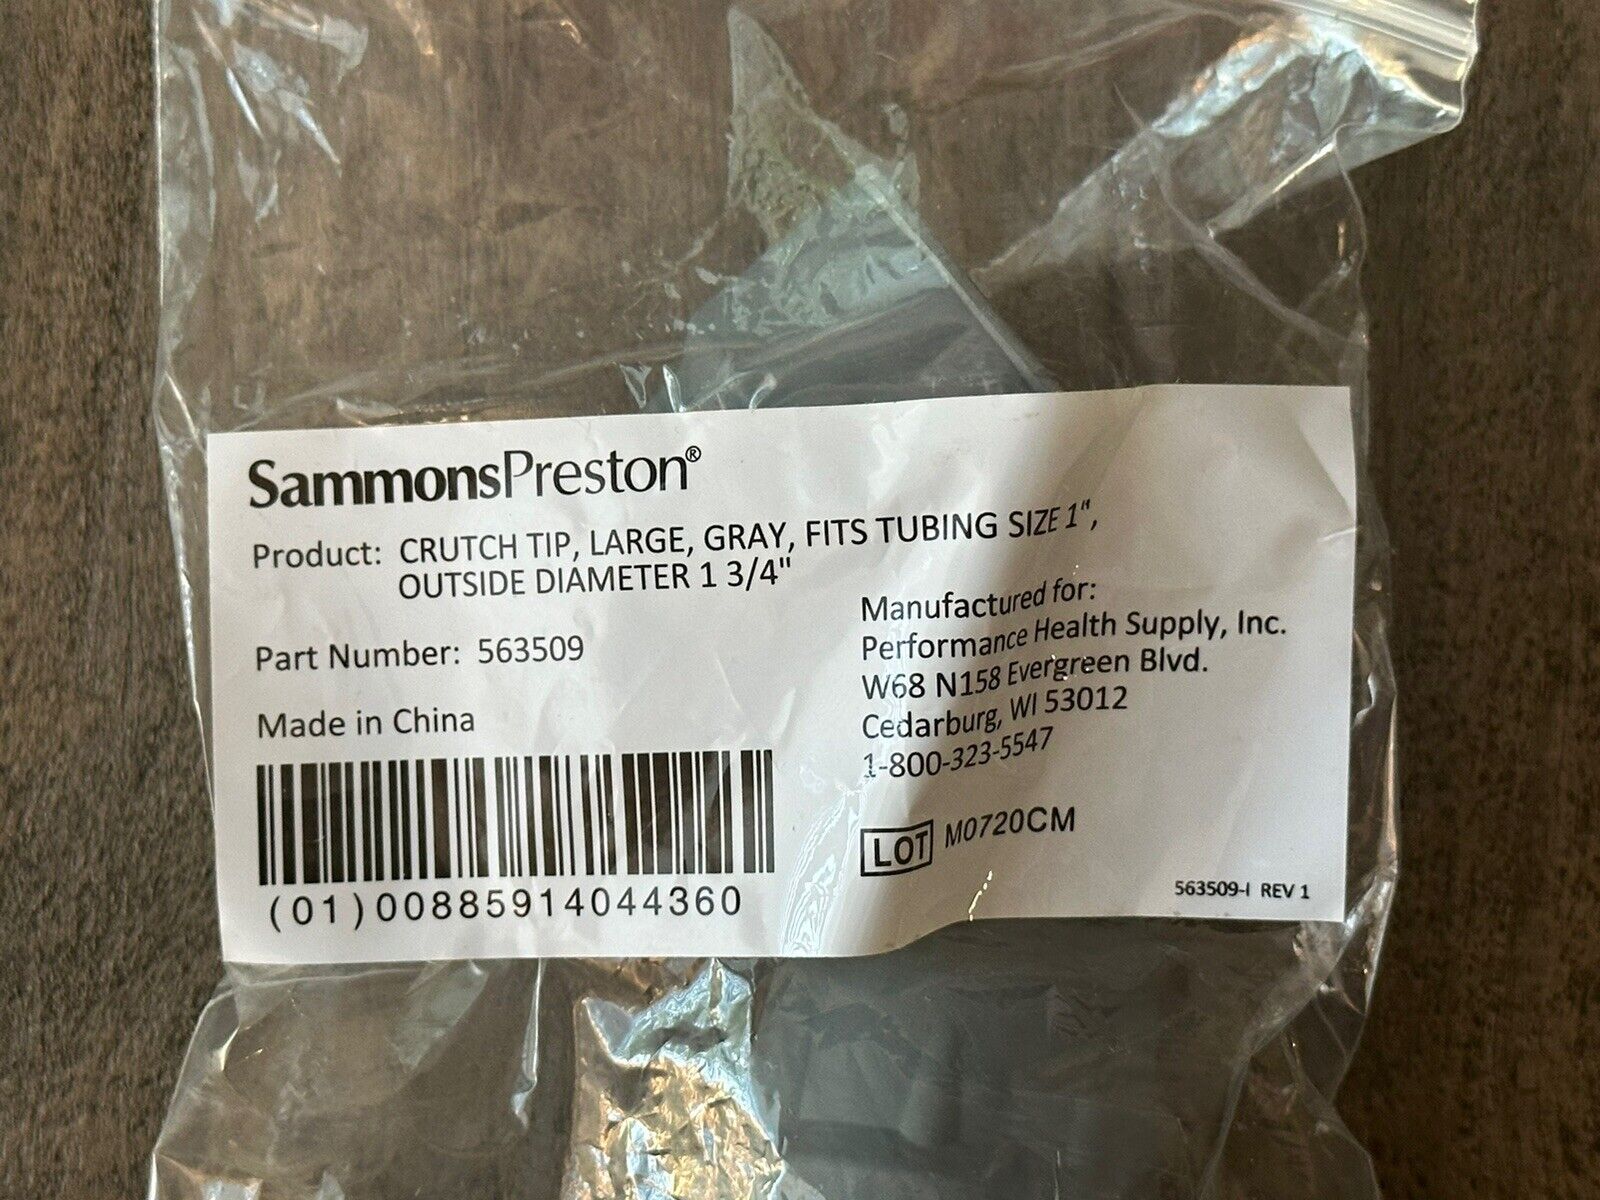 SammonsPreston®
Product: CRUTCH TIP, LARGE, GRAY, FITS TUBING SIZE 1",
OUTSIDE DIAMETER 1 3/4"
Part Number: 563509
Made in China
(01)00885914044360
Manufactured for:
Performance Health Supply, Inc.
W68 N158 Evergreen Blvd.
Cedarburg, WI 53012
1-800-323-5547
LOT M0720CM
563509-I REV 1